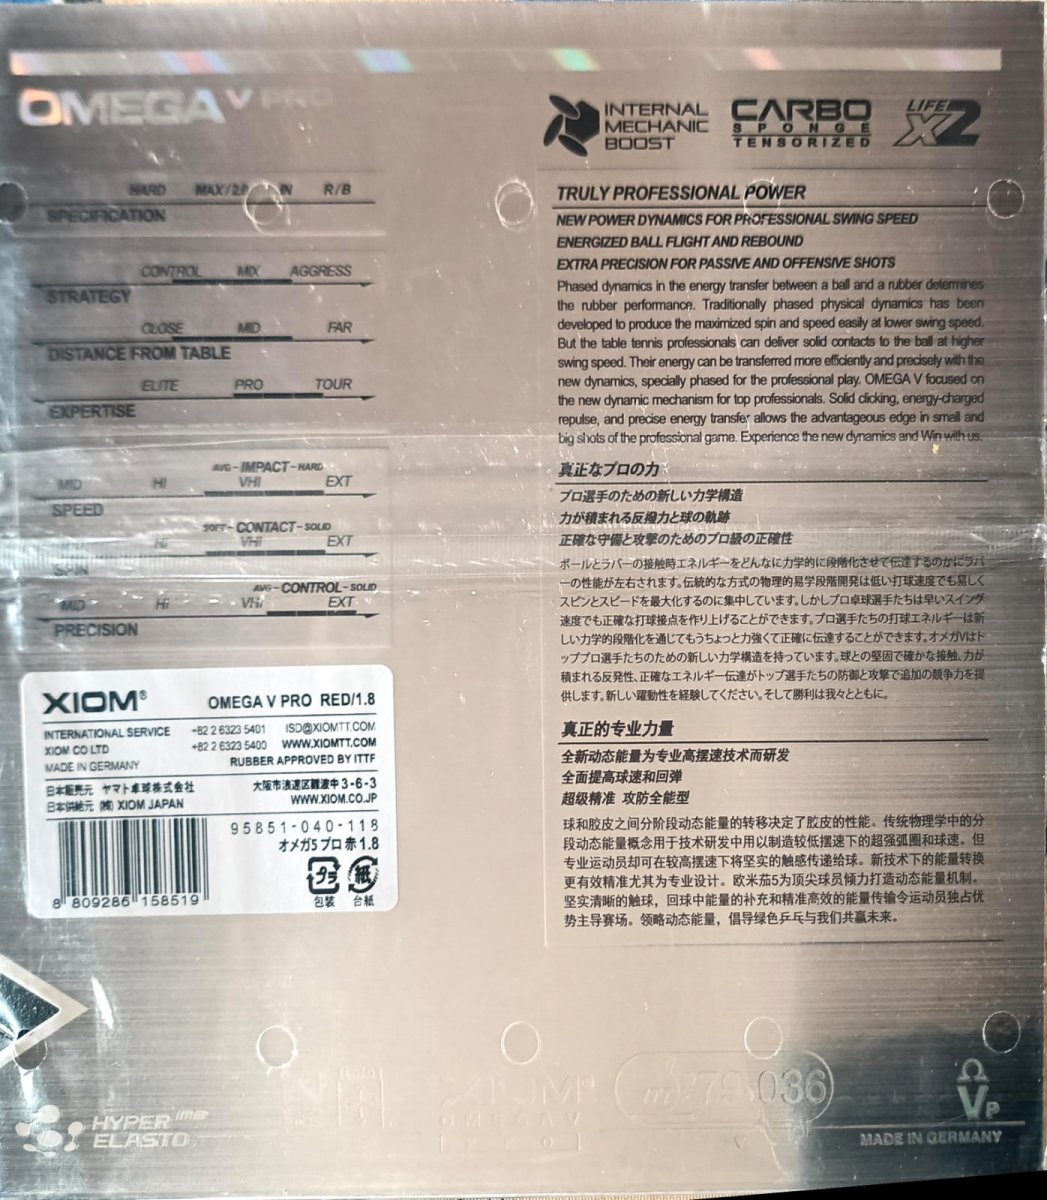 OMEGA V PRO
INTERNAL
MECHANIC
BOOST
CARBO
SPONGE
TENSORIZED
LIFE
X2
HARD MAX/2.0 IN R/B
SPECIFICATION
CONTROL MIX AGGRESS
STRATEGY
CLOSE MID FAR
DISTANCE FROM TABLE
ELITE PRO TOUR
EXPERTISE
AVG - IMPACT - HARD
MID HI VHI EXT
SPEED
SOFT - CONTACT - SOLID
HI VHI EXT
SPIN
AVG - CONTROL - SOLID
MID Hi VHi EXT
PRECISION
TRULY PROFESSIONAL POWER
NEW POWER DYNAMICS FOR PROFESSIONAL SWING SPEED
ENERGIZED BALL FLIGHT AND REBOUND
EXTRA PRECISION FOR PASSIVE AND OFFENSIVE SHOTS
Phased dynamics in the energy transfer between a ball and a rubber determines
the rubber performance. Traditionally phased physical dynamics has been
developed to produce the maximized spin and speed easily at lower swing speed.
But the table tennis professionals can deliver solid contacts to the ball at higher
swing speed. Their energy can be transferred more efficiently and precisely with the
new dynamics, specially phased for the professional play. OMEGA V focused on
the new dynamic mechanism for top professionals. Solid clicking, energy-charged
repulse, and precise energy transfer allows the advantageous edge in small and
big shots of the professional game. Experience the new dynamics and Win with us.
真正なプロの力
プロ選手のための新しい力学構造
力が積まれる反撥力と球の軌跡
正確な守備と攻撃のためのプロ級の正確性
ボールとラバーの接触時エネルギーをどんなに力学的に段階化させて伝達するのかにラバ
ーの性能が左右されます。伝統的な方式の物理的易学段階開発は低い打球速度でも易しく
スピンとスピードを最大化するのに集中しています。しかしプロ卓球選手たちは早いスイング
速度でも正確な打球接点を作り上げることができます。プロ選手たちの打球エネルギーは新
しい力学的段階化を通じてもうちょっと力強くて正確に伝達することができます。オメガVはト
ッププロ選手たちのための新しい力学構造を持っています。球との堅固で確かな接触、力が
積まれる反発性、正確なエネルギー伝達がトップ選手たちの防御と攻撃で追加の競争力を提
供します。新しい躍動性を経験してください。そして勝利は我々とともに。
真正的专业力量
全新动态能量为专业高摆速技术而研发
全面提高球速和回弹
超级精准 攻防全能型
球和胶皮之间分阶段动态能量的转移决定了胶皮的性能。传统物理学中的分
段动态能量概念用于技术研发中用以制造较低摆速下的超强弧圈和球速。但
专业运动员却可在较高摆速下将坚实的触感传递给球。新技术下的能量转换
更有效精准尤其为专业设计。欧米茄5为顶尖球员倾力打造动态能量机制。
坚实清晰的触球，回球中能量的补充和精准高效的能量传输令运动员独占优
势主导赛场。领略动态能量，倡导绿色乒乓与我们共赢未来。
XIOM® OMEGA V PRO RED/1.8
INTERNATIONAL SERVICE +82 2 6323 5401 ISD@XIOMTT.COM
XIOM CO LTD +82 2 6323 5400 WWW.XIOMTT.COM
MADE IN GERMANY RUBBER APPROVED BY ITTF
日本販売元 ヤマト卓球株式会社 大阪市浪速区難波中3-6-3
日本供給元 (株) XIOM JAPAN WWW.XIOM.CO.JP
95851-040-118
オメガ5プロ 赤 1.8
プラ 紙
包装 台紙
8 809286 158519
HYPER
ELASTO
XIOM®
OMEGA V
PRO
279-036
Ω
VP
MADE IN GERMANY